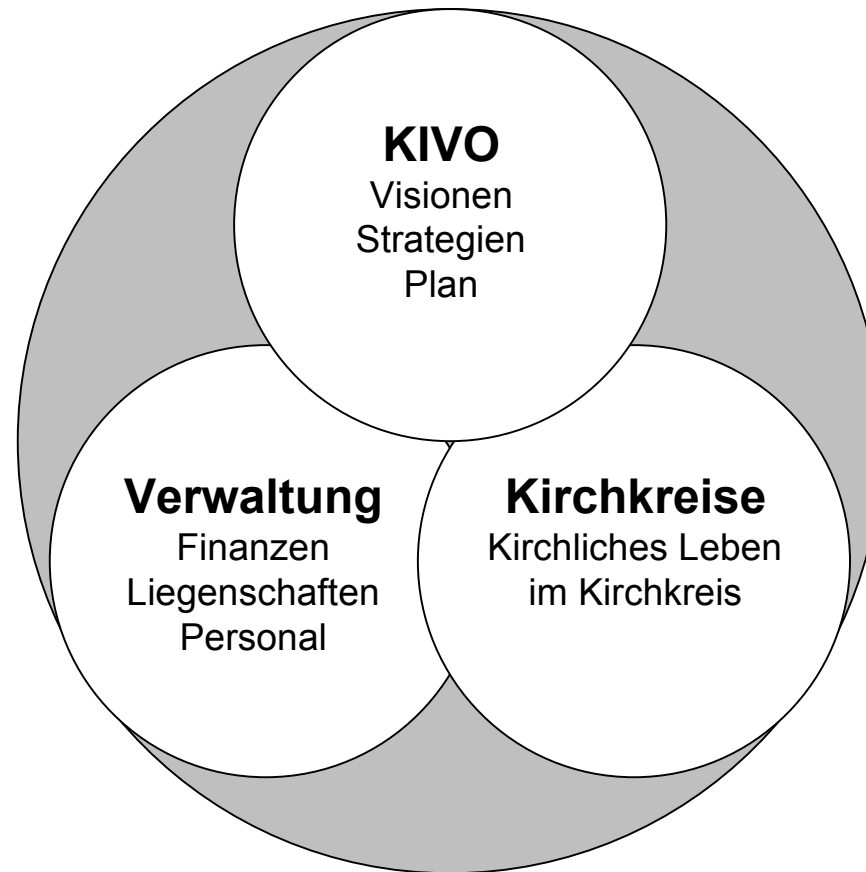 KIVO
Visionen
Strategien
Plan
Verwaltung
Finanzen
Liegenschaften
Personal
Kirchkreise
Kirchliches Leben
im Kirchkreis